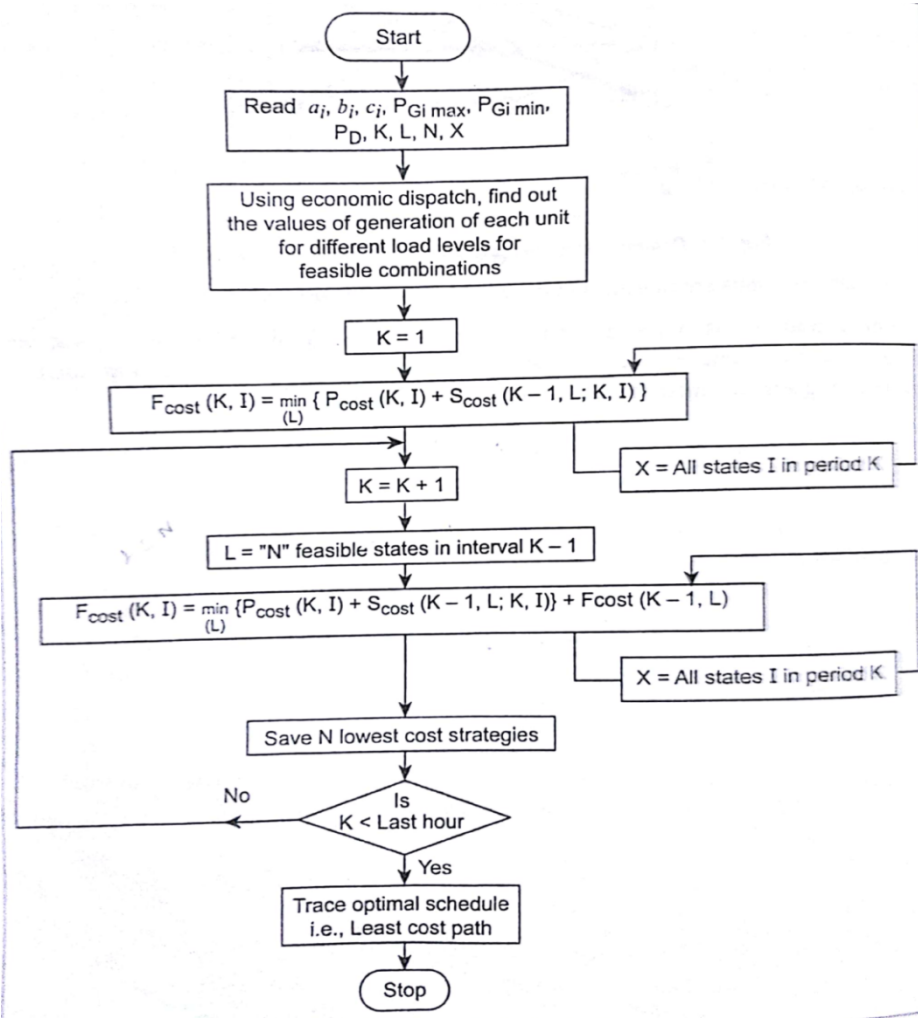 Start
Read a_i, b_i, c_i, P_Gi max, P_Gi min,
P_D, K, L, N, X
Using economic dispatch, find out
the values of generation of each unit
for different load levels for
feasible combinations
K = 1
F_cost (K, I) = min { P_cost (K, I) + S_cost (K – 1, L; K, I) }
(L)
X = All states I in period K
K = K + 1
L = "N" feasible states in interval K – 1
F_cost (K, I) = min {P_cost (K, I) + S_cost (K – 1, L; K, I)} + Fcost (K – 1, L)
(L)
X = All states I in period K
Save N lowest cost strategies
Is
K < Last hour
No
Yes
Trace optimal schedule
i.e., Least cost path
Stop